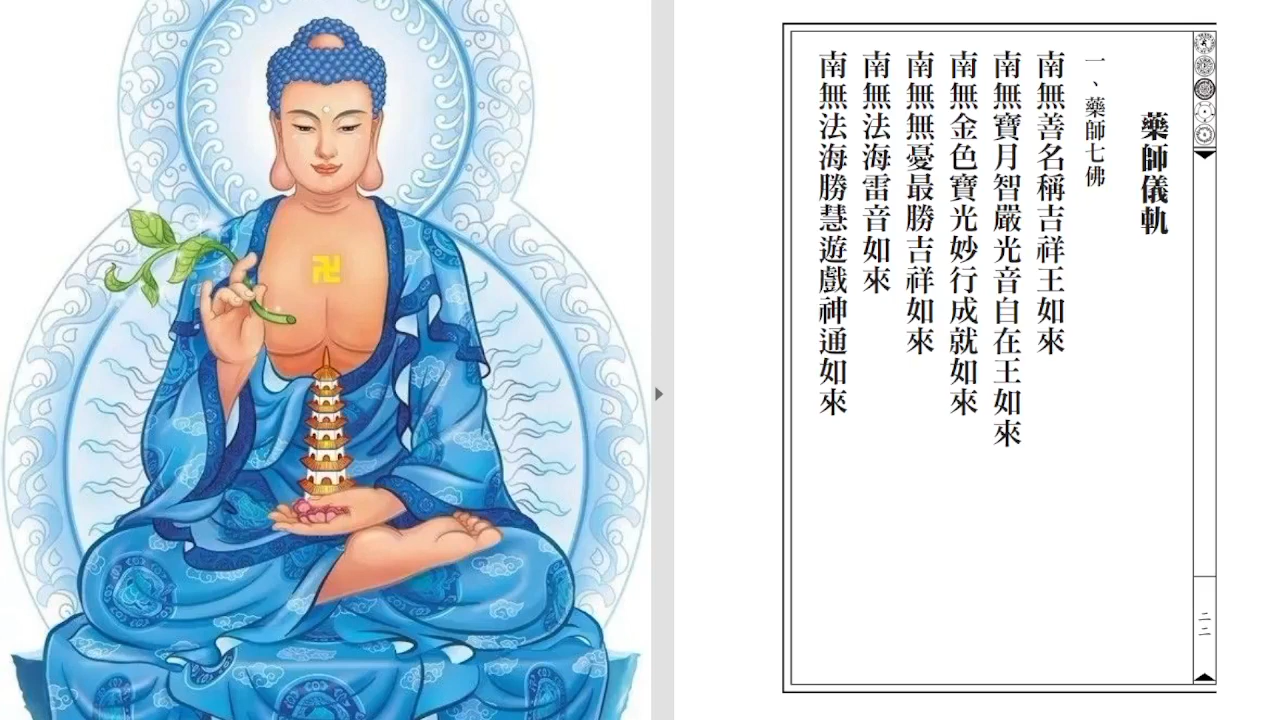 藥師儀軌
一、藥師七佛
南無善名稱吉祥王如來
南無寶月智嚴光音自在王如來
南無金色寶光妙行成就如來
南無無憂最勝吉祥如來
南無法海雷音如來
南無法海勝慧遊戲神通如來
二二
卍